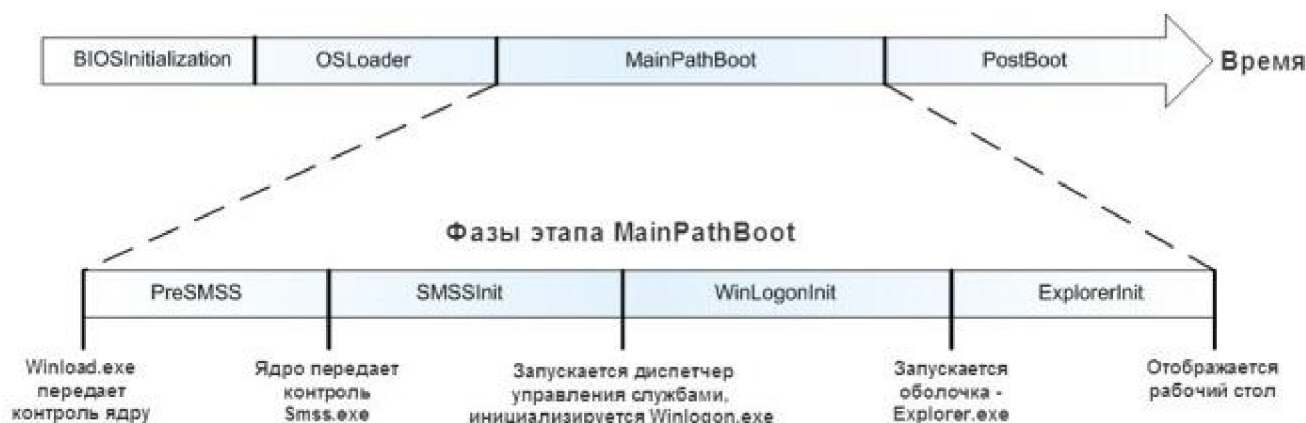 BIOSInitialization
OSLoader
MainPathBoot
PostBoot
Время
Фазы этапа MainPathBoot
PreSMSS
SMSSInit
WinLogonInit
ExplorerInit
Winload.exe
передает
контроль ядру
Ядро передает
контроль
Smss.exe
Запускается диспетчер
управления службами,
инициализируется Winlogon.exe
Запускается
оболочка -
Explorer.exe
Отображается
рабочий стол